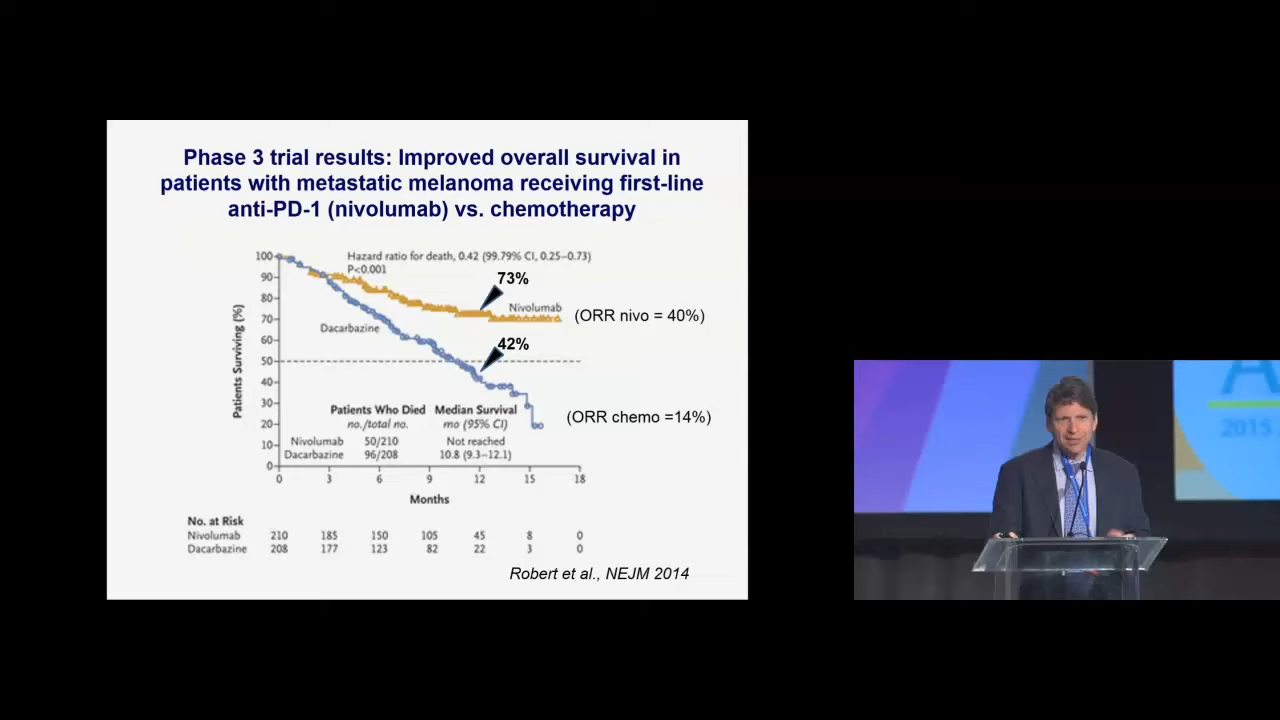 Phase 3 trial results: Improved overall survival in
patients with metastatic melanoma receiving first-line
anti-PD-1 (nivolumab) vs. chemotherapy
Hazard ratio for death, 0.42 (99.79% CI, 0.25–0.73)
P<0.001
73%
Nivolumab
(ORR nivo = 40%)
Dacarbazine
42%
(ORR chemo =14%)
Patients Surviving (%)
100
90
80
70
60
50
40
30
20
10
0
Patients Who Died Median Survival
no./total no. mo (95% CI)
Nivolumab 50/210 Not reached
Dacarbazine 96/208 10.8 (9.3–12.1)
0 3 6 9 12 15 18
Months
No. at Risk
Nivolumab 210 185 150 105 45 8 0
Dacarbazine 208 177 123 82 22 3 0
Robert et al., NEJM 2014
A
2015